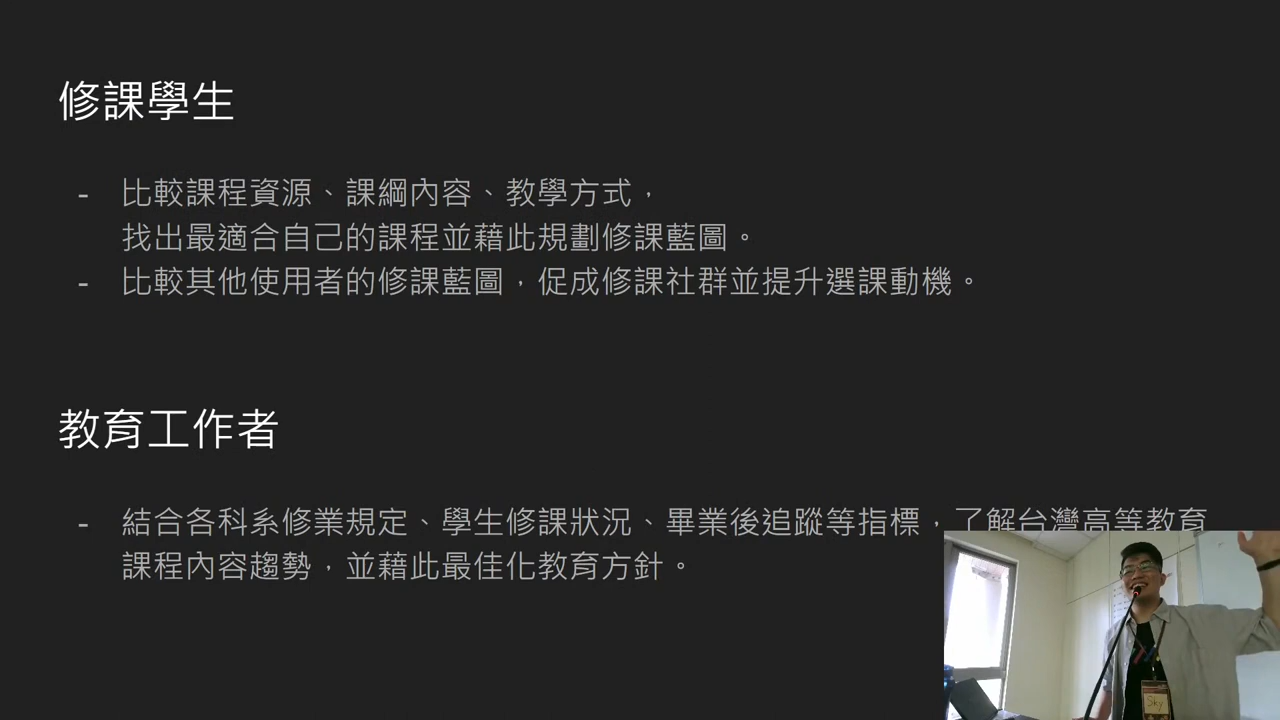 修課學生
- 比較課程資源、課綱內容、教學方式，
找出最適合自己的課程並藉此規劃修課藍圖。
- 比較其他使用者的修課藍圖，促成修課社群並提升選課動機。
教育工作者
- 結合各科系修業規定、學生修課狀況、畢業後追蹤等指標，了解台灣高等教育
課程內容趨勢，並藉此最佳化教育方針。
Sky